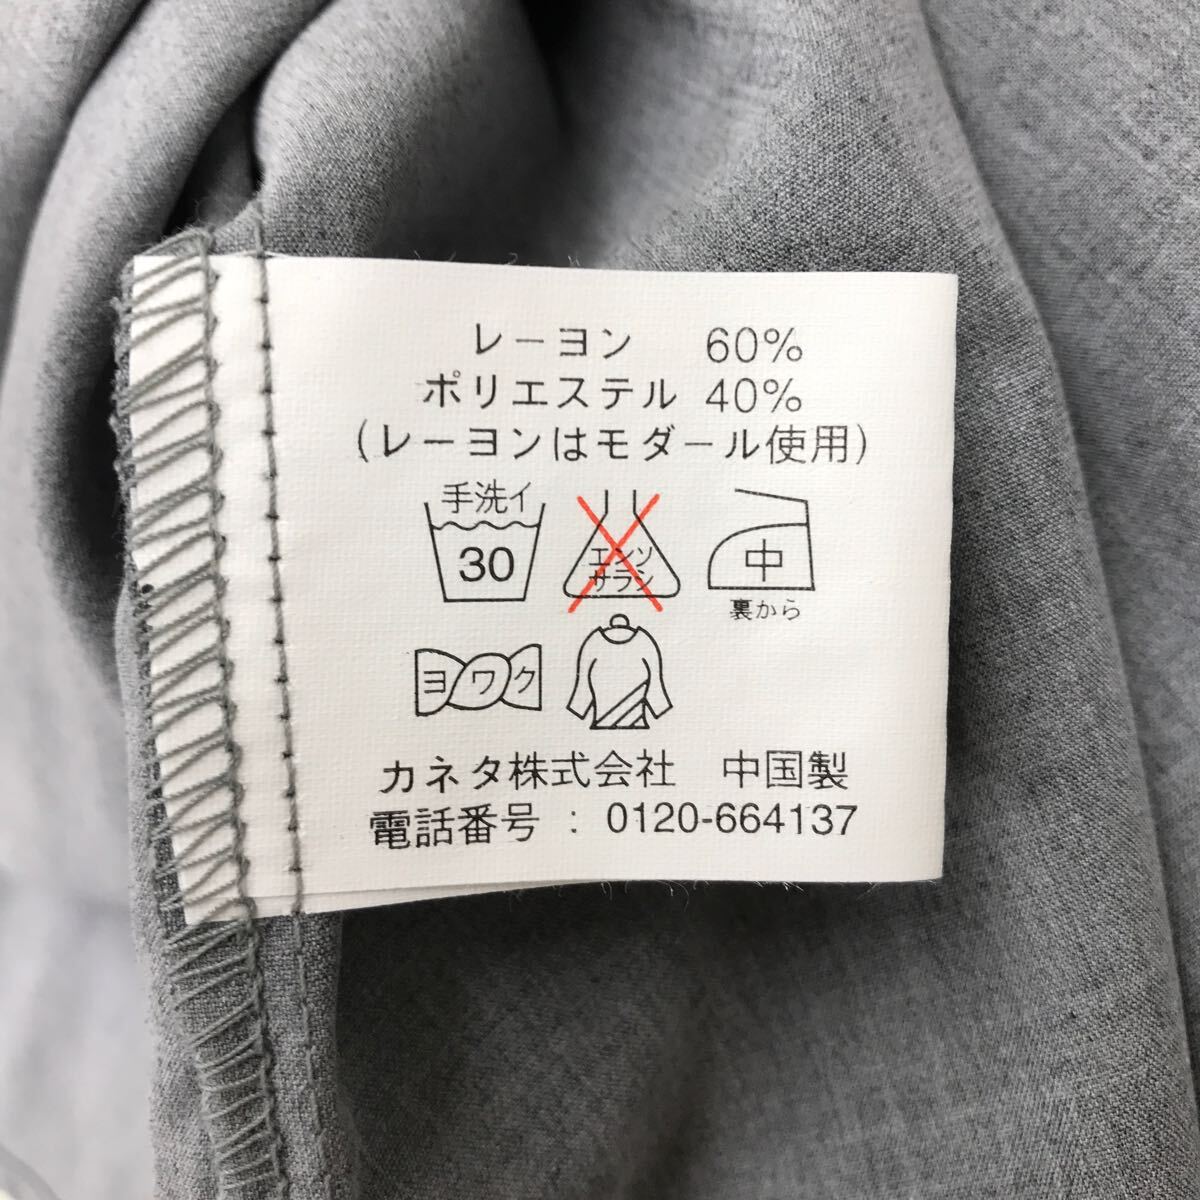 レーヨン 60%
ポリエステル 40%
(レーヨンはモダール使用)
手洗イ
30
エンソ
サラシ
中
裏から
ヨワク
カネタ株式会社 中国製
電話番号 : 0120-664137